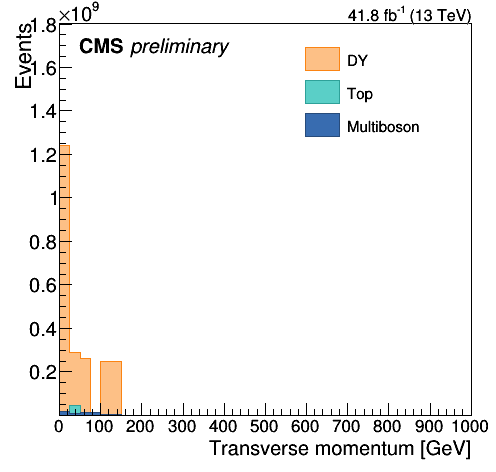 ×10^9
41.8 fb^-1 (13 TeV)
Events
CMS preliminary
DY
Top
Multiboson
1.8
1.6
1.4
1.2
1
0.8
0.6
0.4
0.2
0 100 200 300 400 500 600 700 800 900 1000
Transverse momentum [GeV]